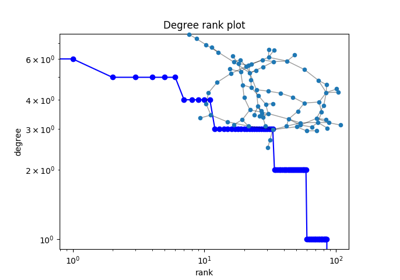 Degree rank plot
degree
6 × 10⁰
4 × 10⁰
3 × 10⁰
2 × 10⁰
10⁰
10⁰ 10¹ 10²
rank